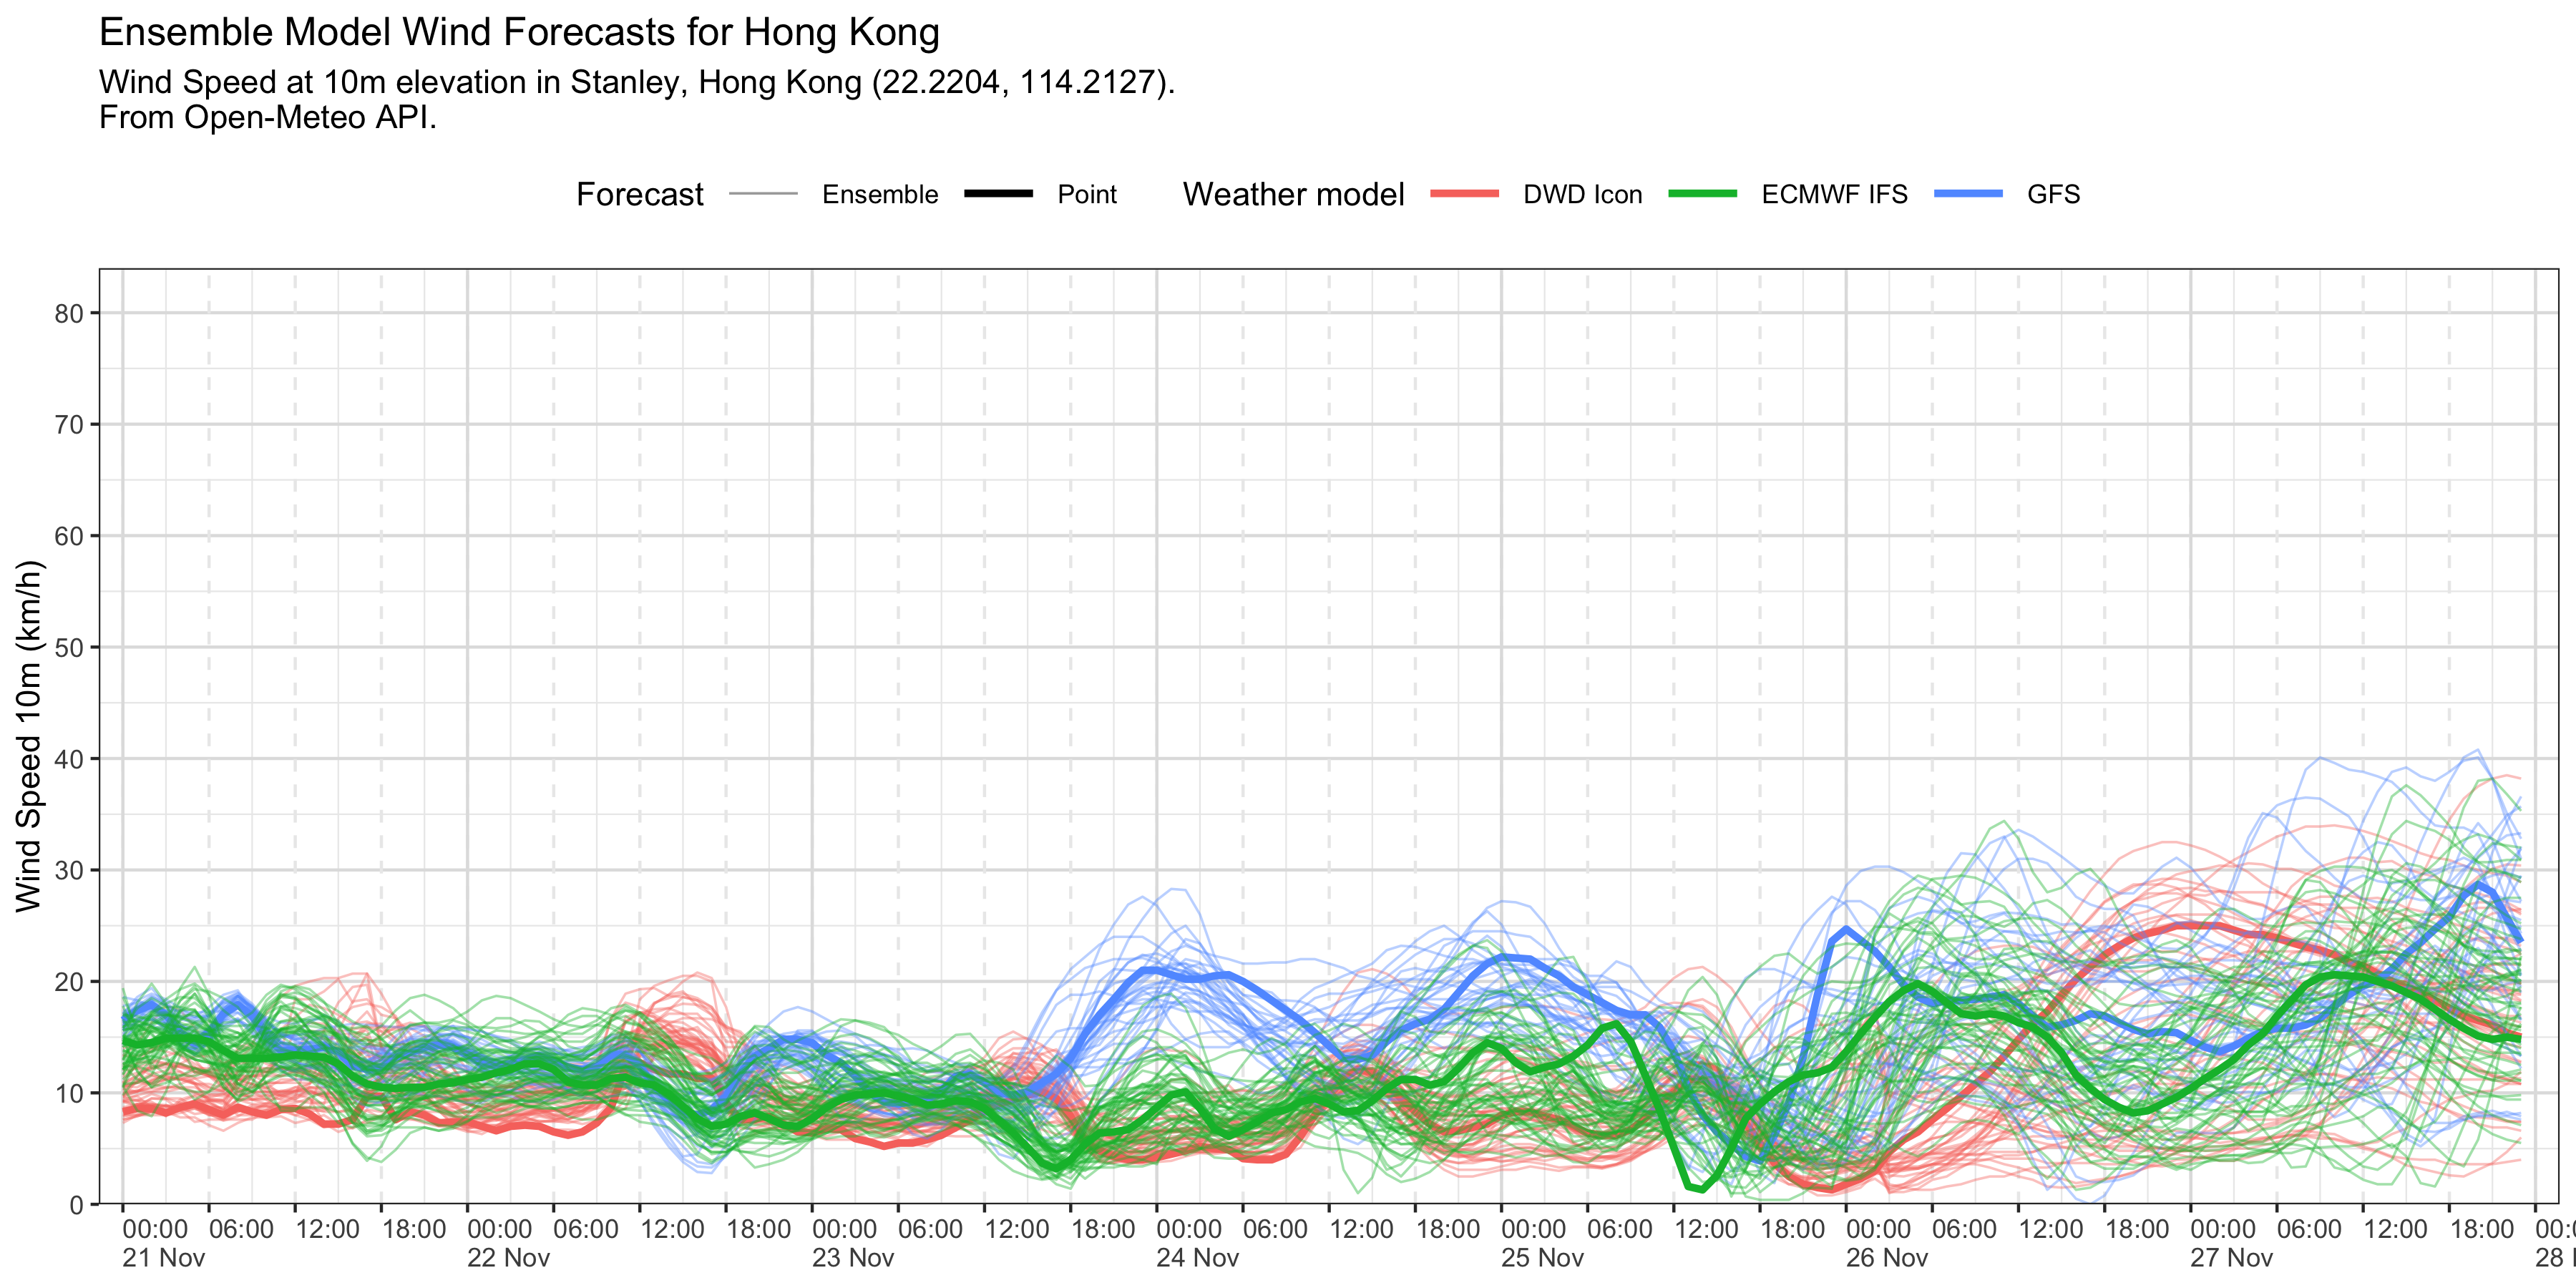 Ensemble Model Wind Forecasts for Hong Kong
Wind Speed at 10m elevation in Stanley, Hong Kong (22.2204, 114.2127).
From Open-Meteo API.
Forecast Ensemble Point Weather model DWD Icon ECMWF IFS GFS
Wind Speed 10m (km/h)
80
70
60
50
40
30
20
10
0
00:00 06:00 12:00 18:00 00:00 06:00 12:00 18:00 00:00 06:00 12:00 18:00 00:00 06:00 12:00 18:00 00:00 06:00 12:00 18:00 00:00 06:00 12:00 18:00 00:00 06:00 12:00 18:00
21 Nov 22 Nov 23 Nov 24 Nov 25 Nov 26 Nov 27 Nov 28